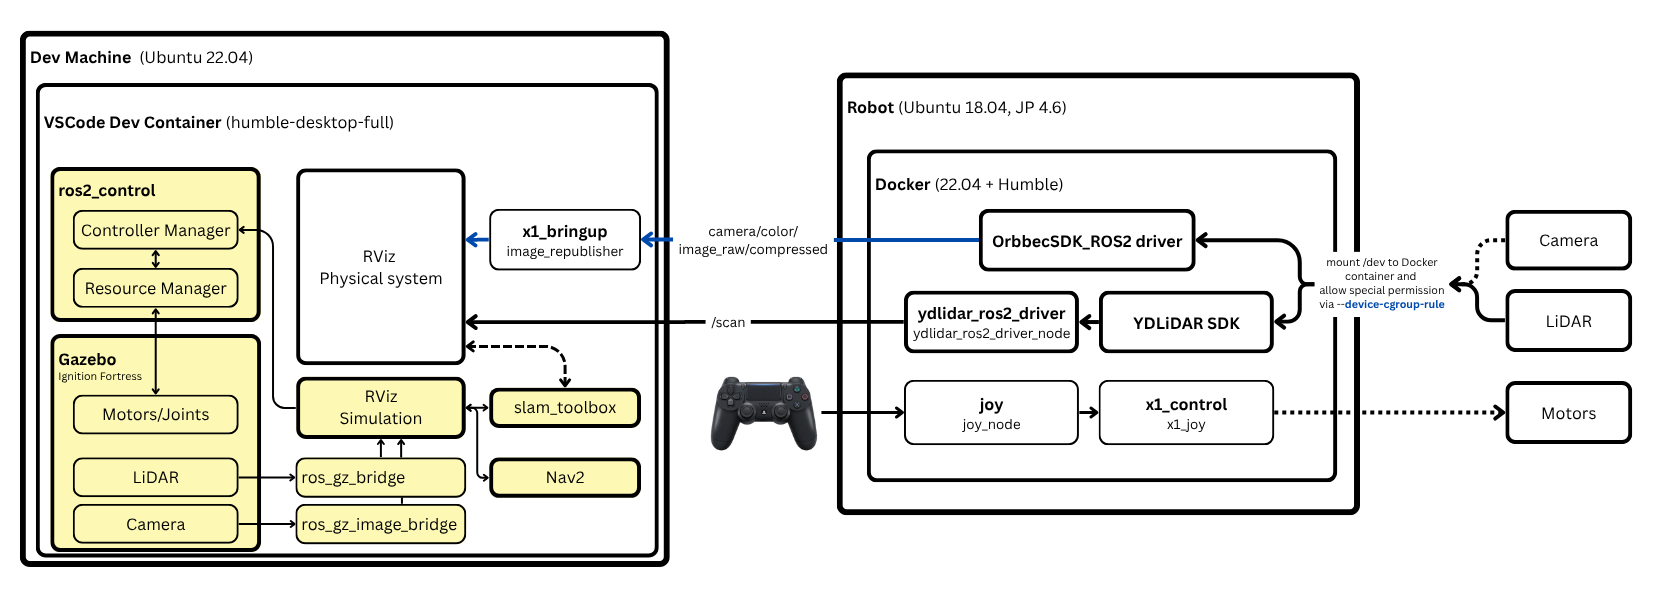 Dev Machine (Ubuntu 22.04)
VSCode Dev Container (humble-desktop-full)
ros2_control
Controller Manager
Resource Manager
Gazebo
Ignition Fortress
Motors/Joints
LiDAR
Camera
RViz
Physical system
RViz
Simulation
ros_gz_bridge
ros_gz_image_bridge
x1_bringup
image_republisher
slam_toolbox
Nav2
camera/color/
image_raw/compressed
/scan
Robot (Ubuntu 18.04, JP 4.6)
Docker (22.04 + Humble)
OrbbecSDK_ROS2 driver
ydlidar_ros2_driver
ydlidar_ros2_driver_node
YDLiDAR SDK
joy
joy_node
x1_control
x1_joy
mount /dev to Docker
container and
allow special permission
via --device-cgroup-rule
Camera
LiDAR
Motors